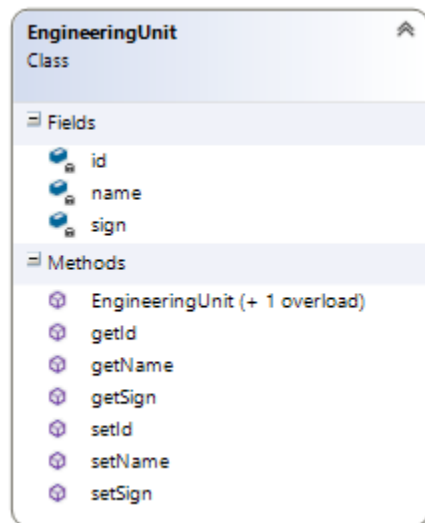 EngineeringUnit
Class
Fields
id
name
sign
Methods
EngineeringUnit (+ 1 overload)
getId
getName
getSign
setId
setName
setSign